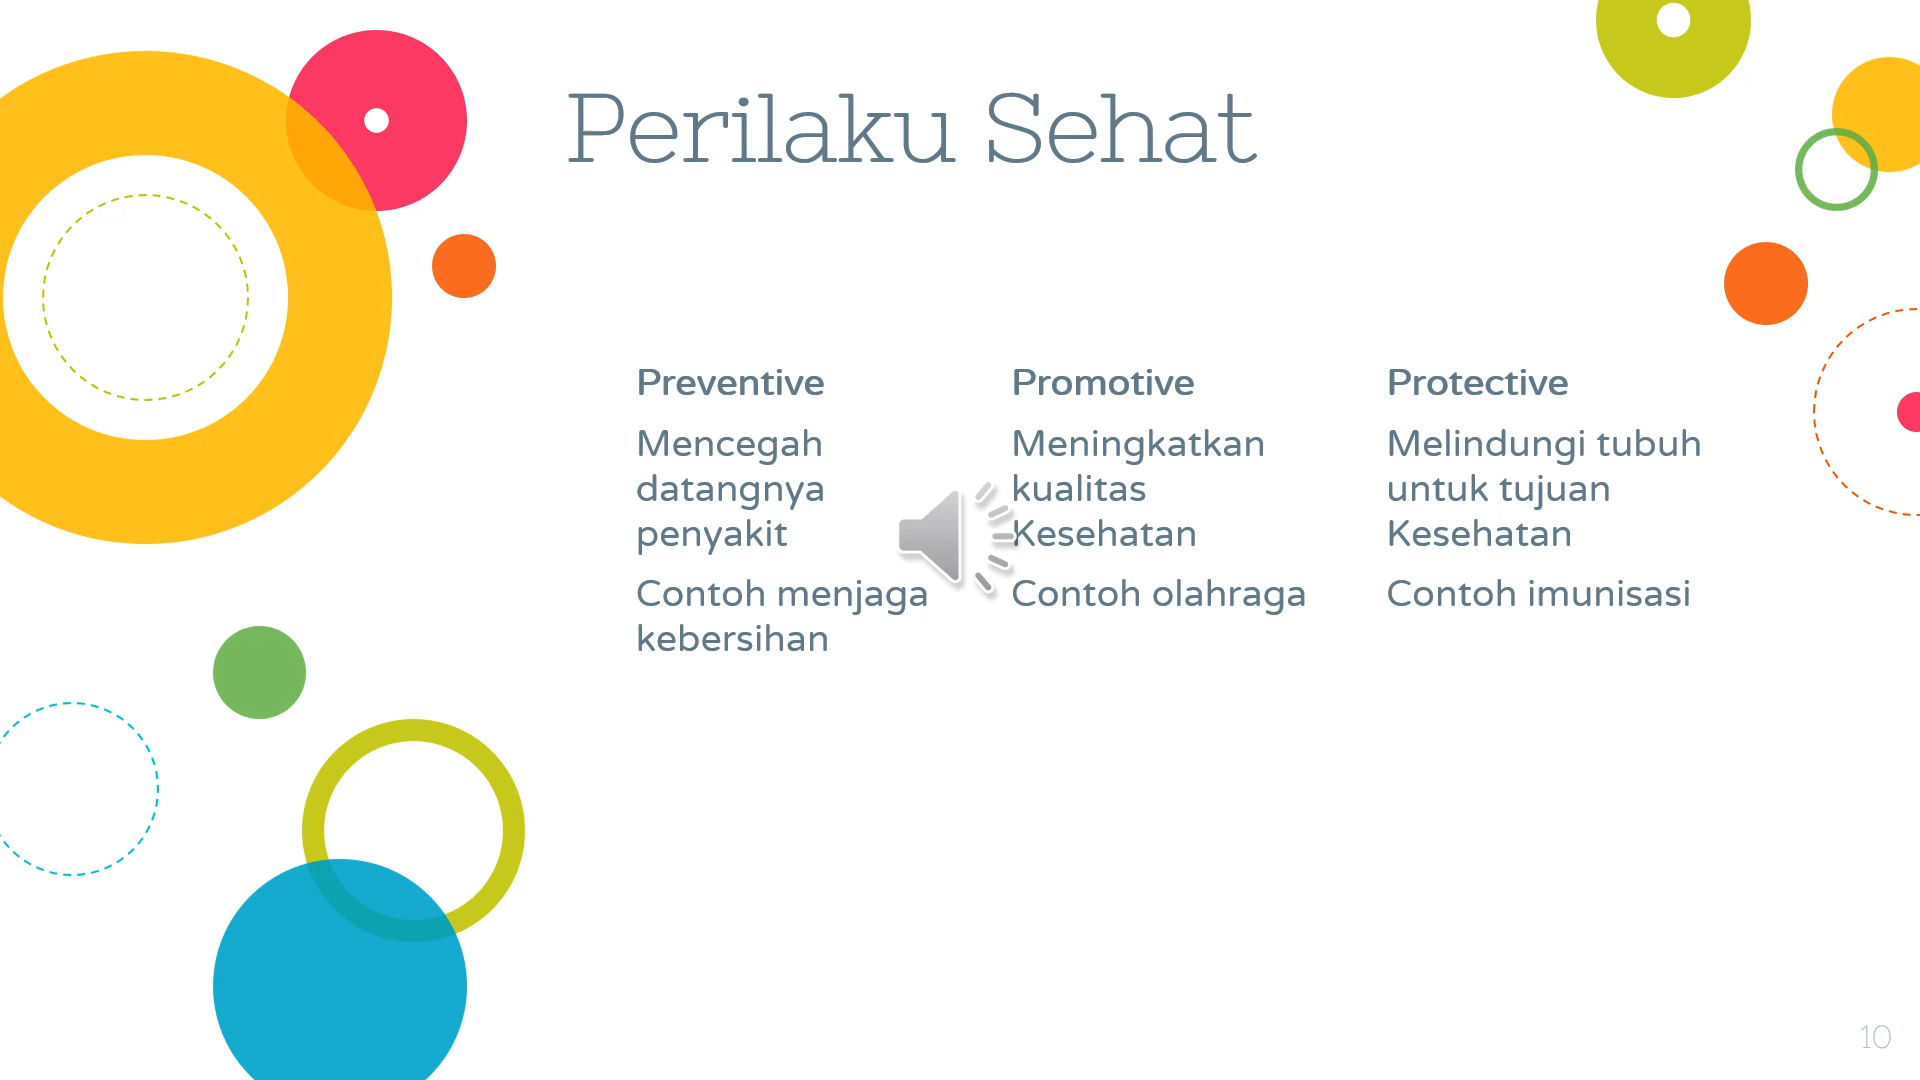 Perilaku Sehat
Preventive
Mencegah
datangnya
penyakit
Contoh menjaga
kebersihan
Promotive
Meningkatkan
kualitas
Kesehatan
Contoh olahraga
Protective
Melindungi tubuh
untuk tujuan
Kesehatan
Contoh imunisasi
10